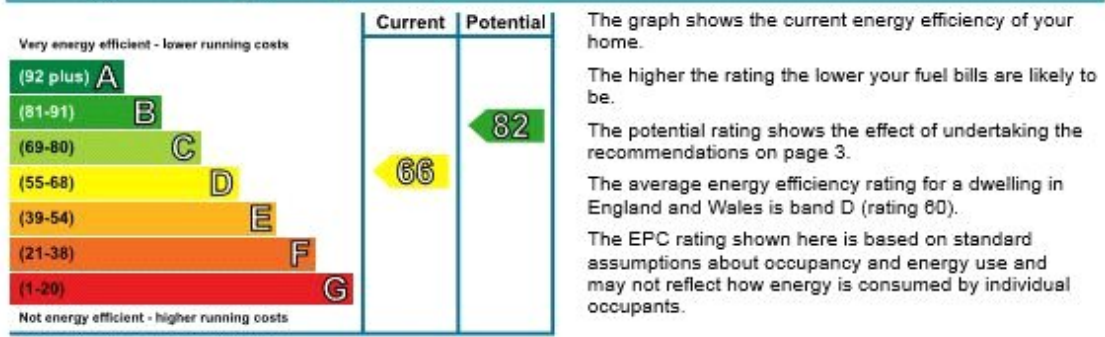 Current Potential
Very energy efficient - lower running costs
(92 plus) A
(81-91) B
(69-80) C
(55-68) D
(39-54) E
(21-38) F
(1-20) G
Not energy efficient - higher running costs
66
82
The graph shows the current energy efficiency of your
home.
The higher the rating the lower your fuel bills are likely to
be.
The potential rating shows the effect of undertaking the
recommendations on page 3.
The average energy efficiency rating for a dwelling in
England and Wales is band D (rating 60).
The EPC rating shown here is based on standard
assumptions about occupancy and energy use and
may not reflect how energy is consumed by individual
occupants.